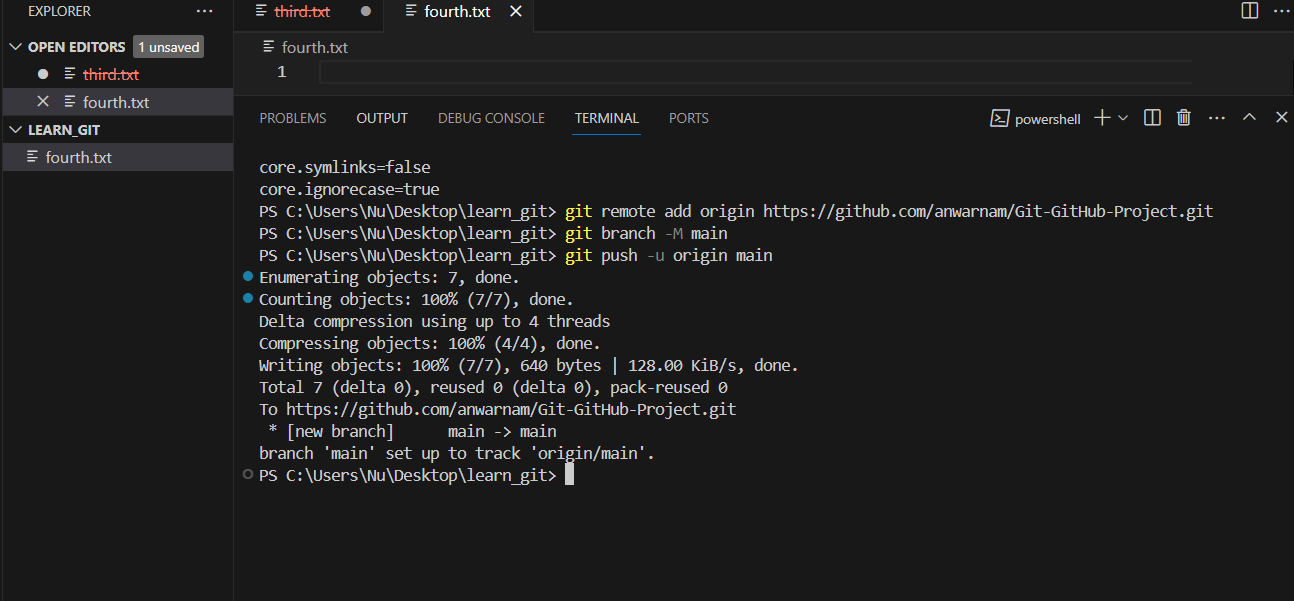 EXPLORER
OPEN EDITORS 1 unsaved
third.txt
fourth.txt
LEARN_GIT
fourth.txt
third.txt fourth.txt
fourth.txt
1
PROBLEMS OUTPUT DEBUG CONSOLE TERMINAL PORTS powershell
core.symlinks=false
core.ignorecase=true
PS C:\Users\Nu\Desktop\learn_git> git remote add origin https://github.com/anwarnam/Git-GitHub-Project.git
PS C:\Users\Nu\Desktop\learn_git> git branch -M main
PS C:\Users\Nu\Desktop\learn_git> git push -u origin main
Enumerating objects: 7, done.
Counting objects: 100% (7/7), done.
Delta compression using up to 4 threads
Compressing objects: 100% (4/4), done.
Writing objects: 100% (7/7), 640 bytes | 128.00 KiB/s, done.
Total 7 (delta 0), reused 0 (delta 0), pack-reused 0
To https://github.com/anwarnam/Git-GitHub-Project.git
 * [new branch]      main -> main
branch 'main' set up to track 'origin/main'.
PS C:\Users\Nu\Desktop\learn_git>